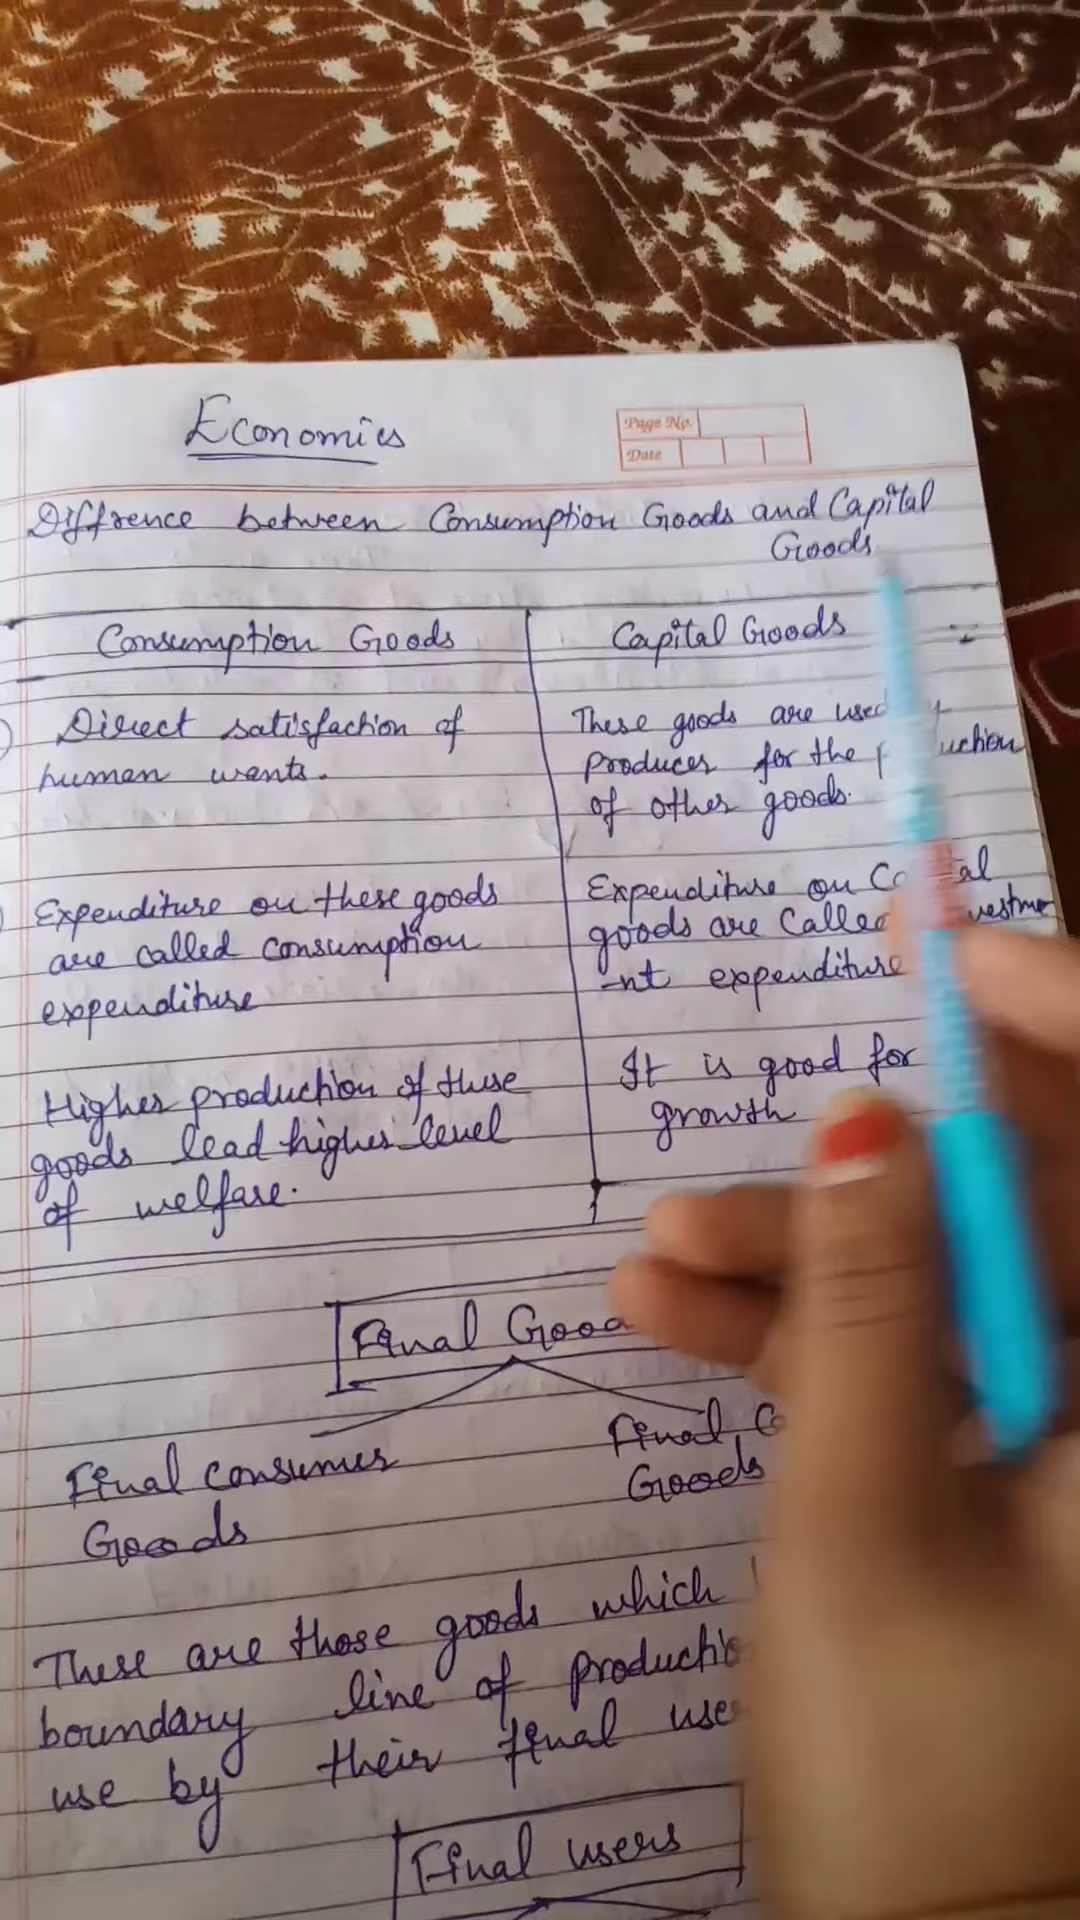 Economics
Page No.
Date
Diffrence between Consumption Goods and Capital
Goods
Consumption Goods
Capital Goods
Direct satisfaction of
human wants.
These goods are used
producer for the
of other goods.
Expenditure on these goods
are called consumption
expenditure
Expenditure on
goods are
-nt expenditure
Higher production of these
goods lead higher level
of welfare.
It is good for
growth
Final
Final consumer
Goods
Final
Goods
These are those goods which
boundary line of
use by their final
Final users